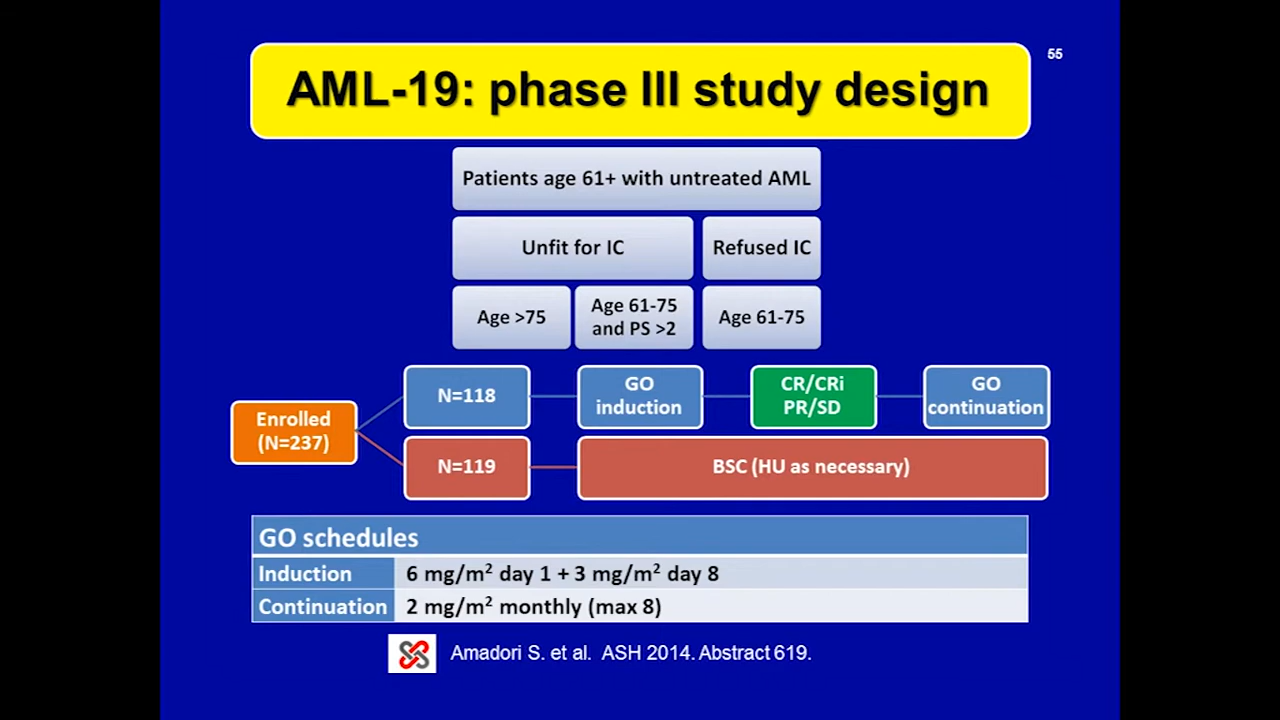 55
AML-19: phase III study design
Patients age 61+ with untreated AML
Unfit for IC
Refused IC
Age >75
Age 61-75
and PS >2
Age 61-75
Enrolled
(N=237)
N=118
GO
induction
CR/CRi
PR/SD
GO
continuation
N=119
BSC (HU as necessary)
GO schedules
Induction 6 mg/m² day 1 + 3 mg/m² day 8
Continuation 2 mg/m² monthly (max 8)
Amadori S. et al. ASH 2014. Abstract 619.